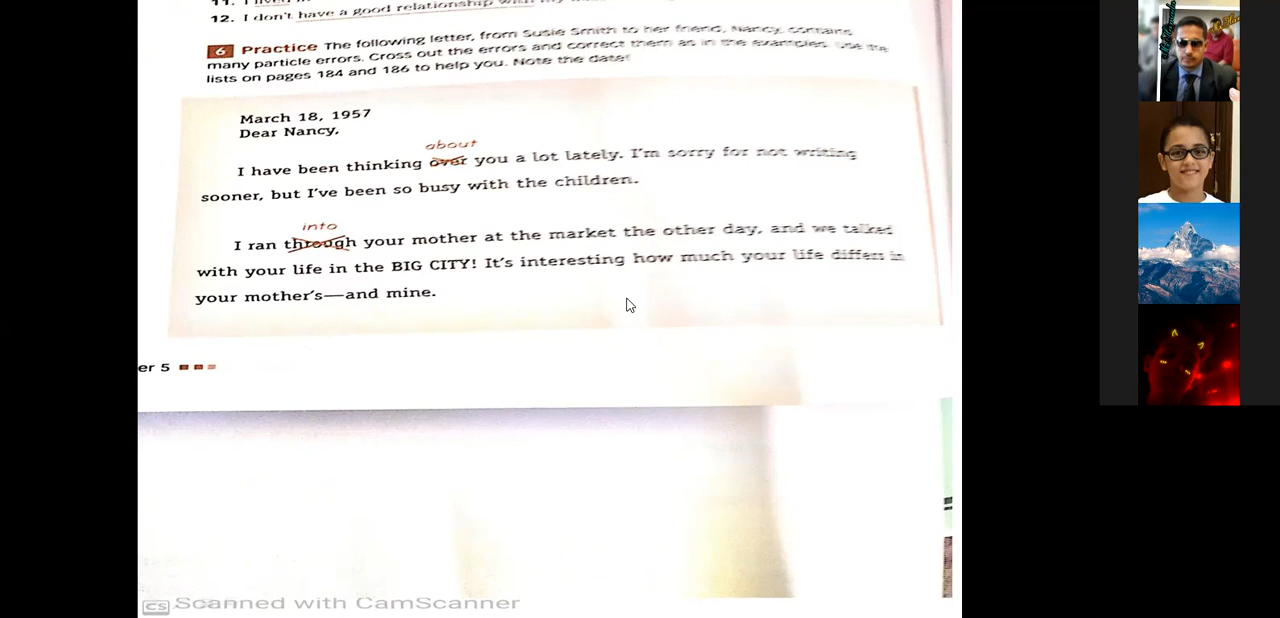 12. I don't have a good relationship with my
6 Practice The following letter, from Susie Smith to her friend, Nancy, contains
many particle errors. Cross out the errors and correct them as in the examples. Use the
lists on pages 184 and 186 to help you. Note the date!
March 18, 1957
Dear Nancy,
about
I have been thinking over you a lot lately. I'm sorry for not writing
sooner, but I've been so busy with the children.
into
I ran through your mother at the market the other day, and we talked
with your life in the BIG CITY! It's interesting how much your life differs in
your mother's—and mine.
er 5
CS Scanned with CamScanner